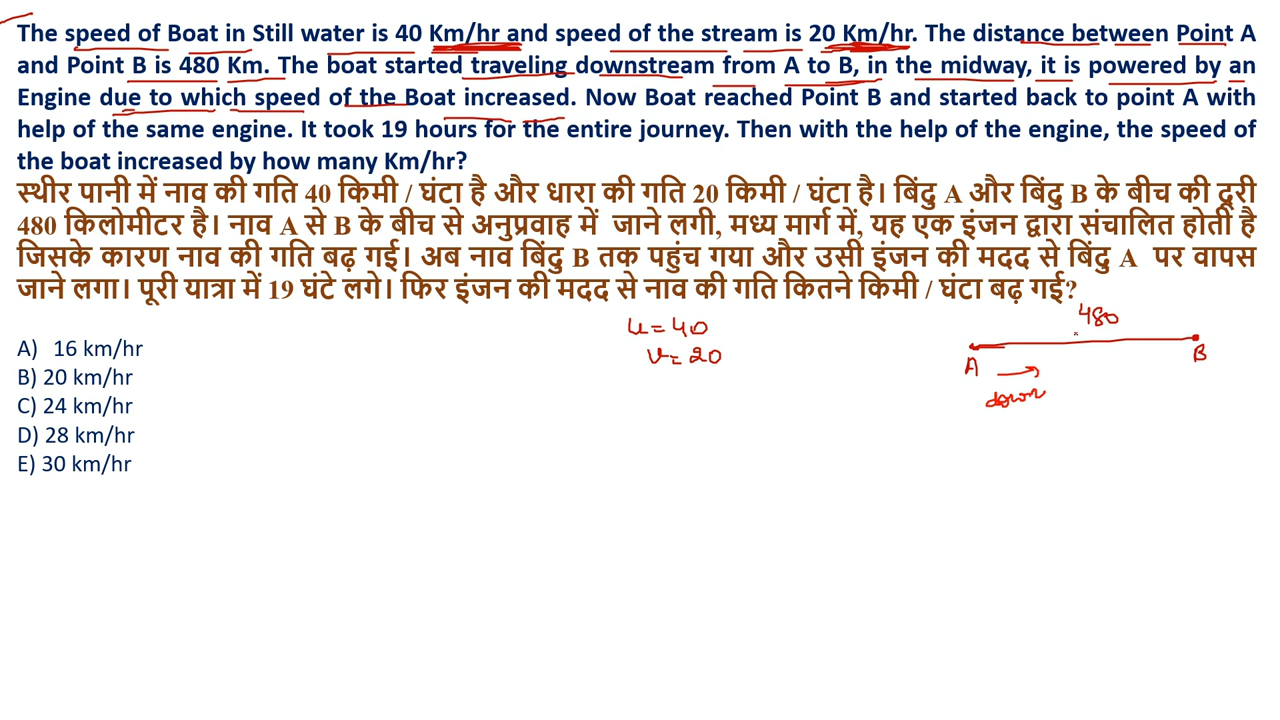 The speed of Boat in Still water is 40 Km/hr and speed of the stream is 20 Km/hr. The distance between Point A
and Point B is 480 Km. The boat started traveling downstream from A to B, in the midway, it is powered by an
Engine due to which speed of the Boat increased. Now Boat reached Point B and started back to point A with
help of the same engine. It took 19 hours for the entire journey. Then with the help of the engine, the speed of
the boat increased by how many Km/hr?
स्थीर पानी में नाव की गति 40 किमी / घंटा है और धारा की गति 20 किमी / घंटा है। बिंदु A और बिंदु B के बीच की दूरी
480 किलोमीटर है। नाव A से B के बीच से अनुप्रवाह में जाने लगी, मध्य मार्ग में, यह एक इंजन द्वारा संचालित होती है
जिसके कारण नाव की गति बढ़ गई। अब नाव बिंदु B तक पहुंच गया और उसी इंजन की मदद से बिंदु A पर वापस
जाने लगा। पूरी यात्रा में 19 घंटे लगे। फिर इंजन की मदद से नाव की गति कितने किमी / घंटा बढ़ गई?
u = 40
v = 20
480
A
B
down
A) 16 km/hr
B) 20 km/hr
C) 24 km/hr
D) 28 km/hr
E) 30 km/hr